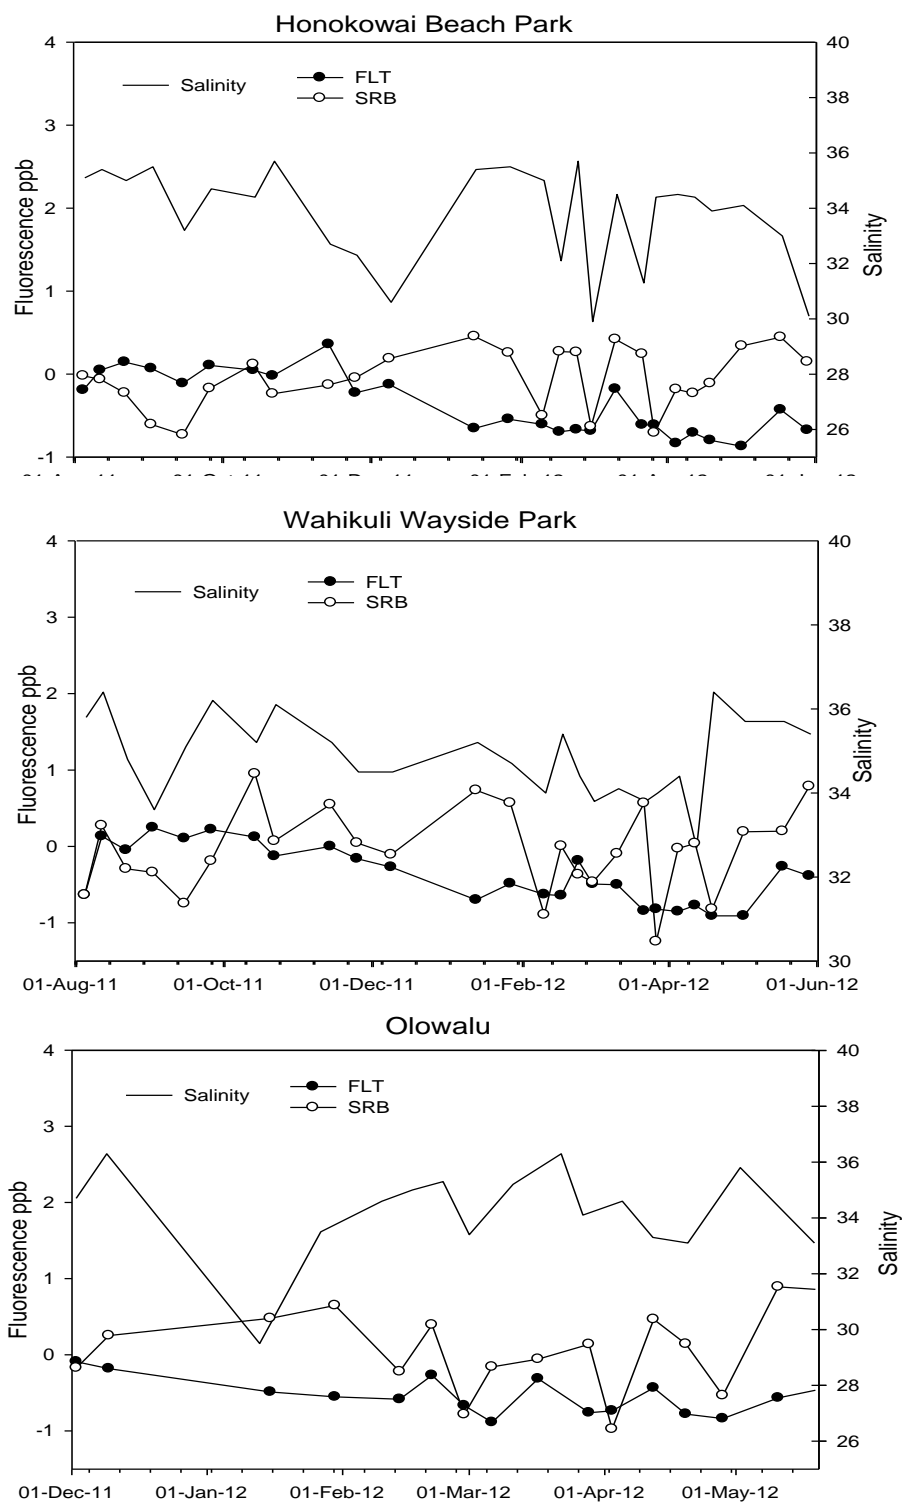 Honokowai Beach Park
4
3
2
1
0
-1
40
38
36
34
32
30
28
26
Fluorescence ppb
Salinity
Salinity
FLT
SRB
Wahikuli Wayside Park
4
3
2
1
0
-1
40
38
36
34
32
30
Fluorescence ppb
Salinity
Salinity
FLT
SRB
01-Aug-11 01-Oct-11 01-Dec-11 01-Feb-12 01-Apr-12 01-Jun-12
Olowalu
4
3
2
1
0
-1
40
38
36
34
32
30
28
26
Fluorescence ppb
Salinity
Salinity
FLT
SRB
01-Dec-11 01-Jan-12 01-Feb-12 01-Mar-12 01-Apr-12 01-May-12